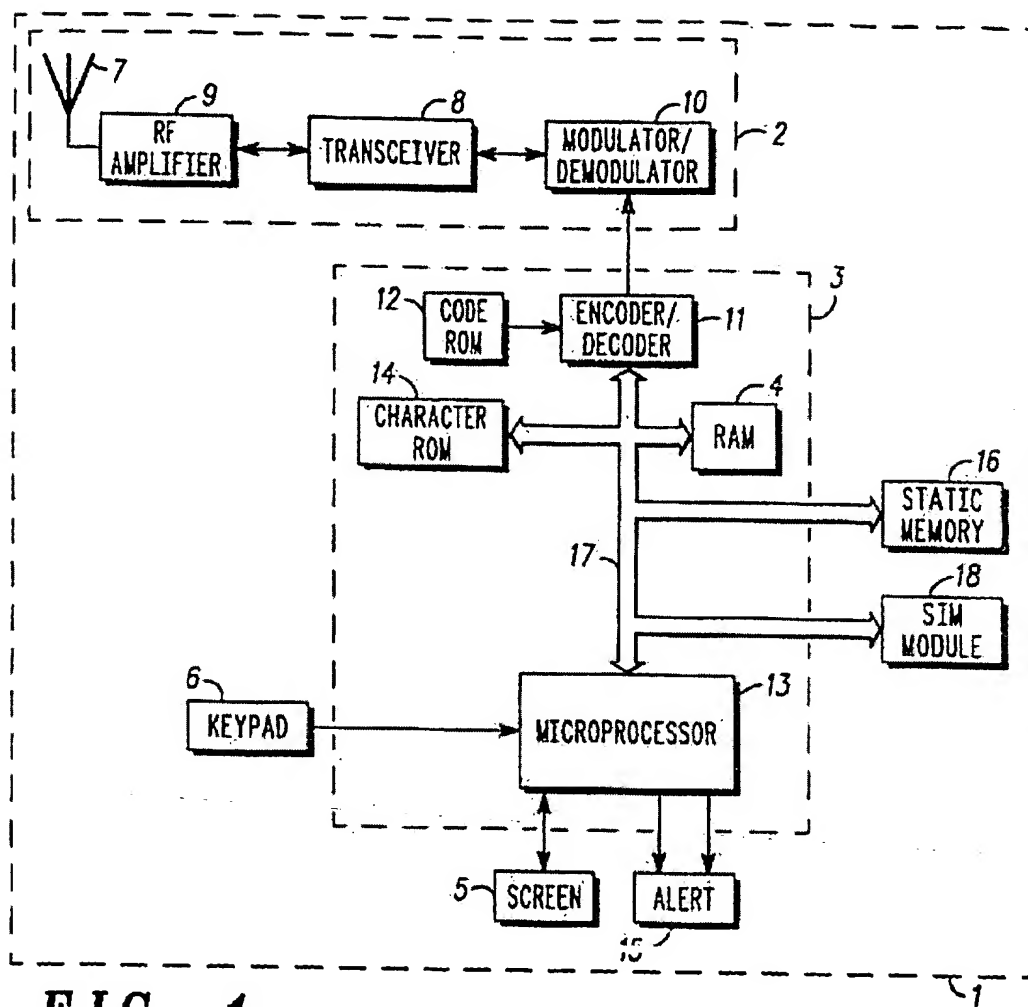 7
9
RF
AMPLIFIER
8
TRANSCEIVER
10
MODULATOR/
DEMODULATOR
2
3
12
CODE
ROM
ENCODER/
DECODER
11
14
CHARACTER
ROM
4
RAM
16
STATIC
MEMORY
17
18
SIM
MODULE
6
KEYPAD
13
MICROPROCESSOR
5
SCREEN
ALERT
15
1
FIG. 1